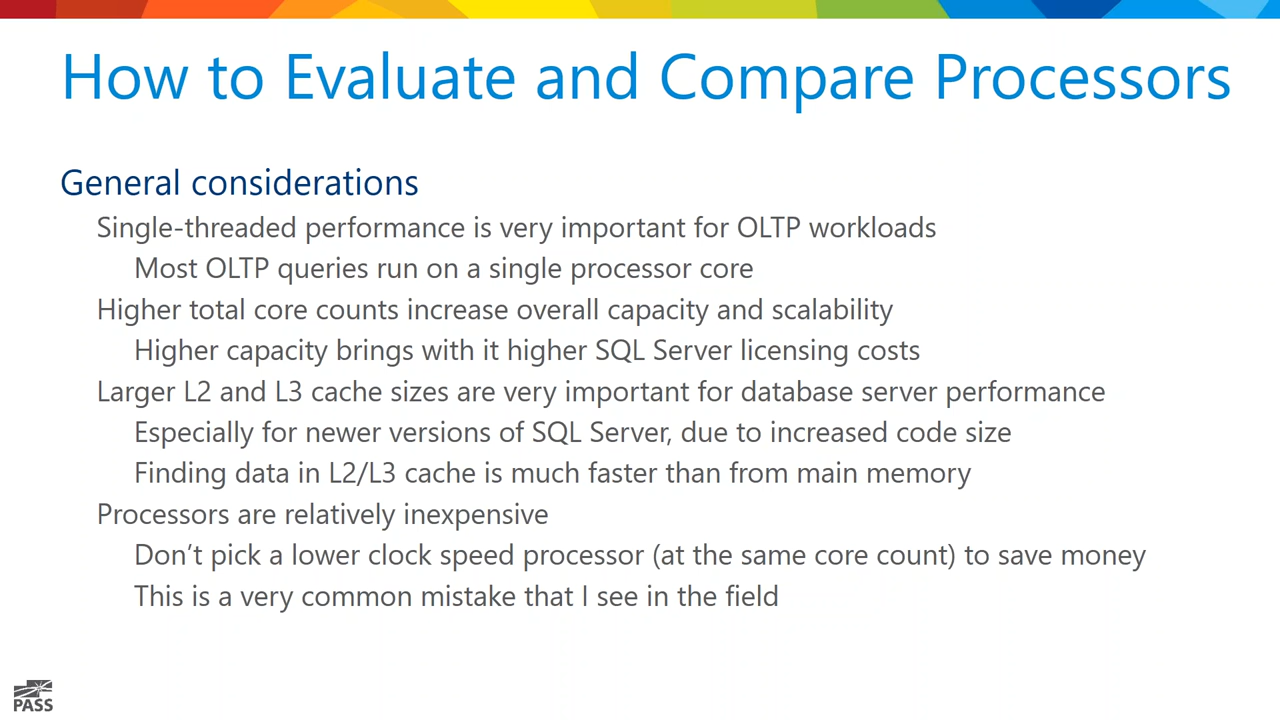 How to Evaluate and Compare Processors
General considerations
Single-threaded performance is very important for OLTP workloads
Most OLTP queries run on a single processor core
Higher total core counts increase overall capacity and scalability
Higher capacity brings with it higher SQL Server licensing costs
Larger L2 and L3 cache sizes are very important for database server performance
Especially for newer versions of SQL Server, due to increased code size
Finding data in L2/L3 cache is much faster than from main memory
Processors are relatively inexpensive
Don’t pick a lower clock speed processor (at the same core count) to save money
This is a very common mistake that I see in the field
PASS